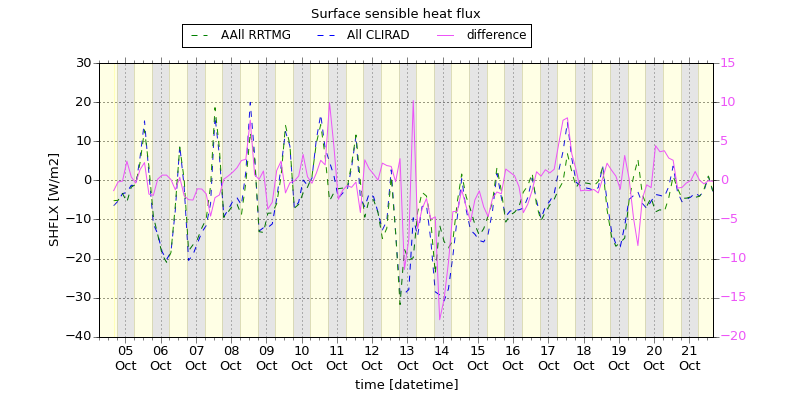 Surface sensible heat flux
AAll RRTMG All CLIRAD difference
30 15
20 10
10 5
0 0
−10 −5
−20 −10
−30 −15
−40 −20
SHFLX [W/m2]
05 06 07 08 09 10 11 12 13 14 15 16 17 18 19 20 21
Oct Oct Oct Oct Oct Oct Oct Oct Oct Oct Oct Oct Oct Oct Oct Oct Oct
time [datetime]